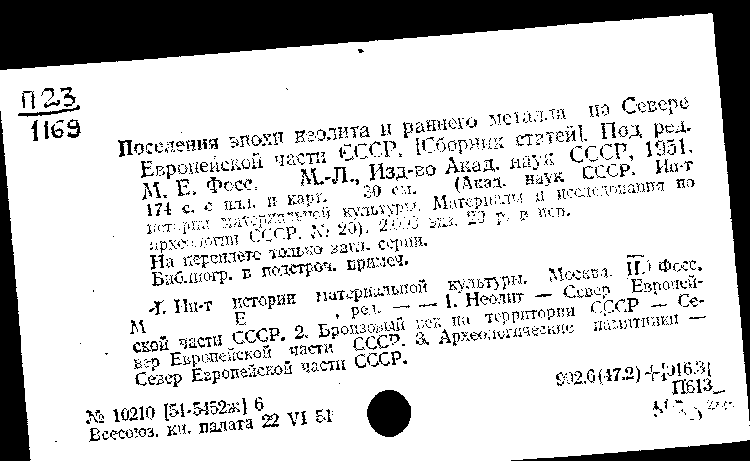 П23
1169
Поселения эпохи неолита и раннего металла на Севере
Европейской части СССР. [Сборник статей]. Под ред.
М. Е. Фосс. М.-Л., Изд-во Акад. наук СССР, 1951.
174 с. с илл. и карт. 30 см. (Акад. наук СССР. Ин-т
истории материальной культуры. Материалы и исследования по
археологии СССР. № 20). 2.000 экз. 20 р. в пер.
На переплете только загл. серии.
Библиогр. в подстроч. примеч.
-I. Ин-т истории материальной культуры. Москва. II. Фосс,
М Е , ред. — — 1. Неолит — Север Европей-
ской части СССР. 2. Бронзовый век на территории СССР — Се-
вер Европейской части СССР. 3. Археологические памятники —
Север Европейской части СССР.
902.6(47.2)+[916.3]
П613
№ 10210 [51-5452ж] 6
Всесоюз. кн. палата 22 VI 51